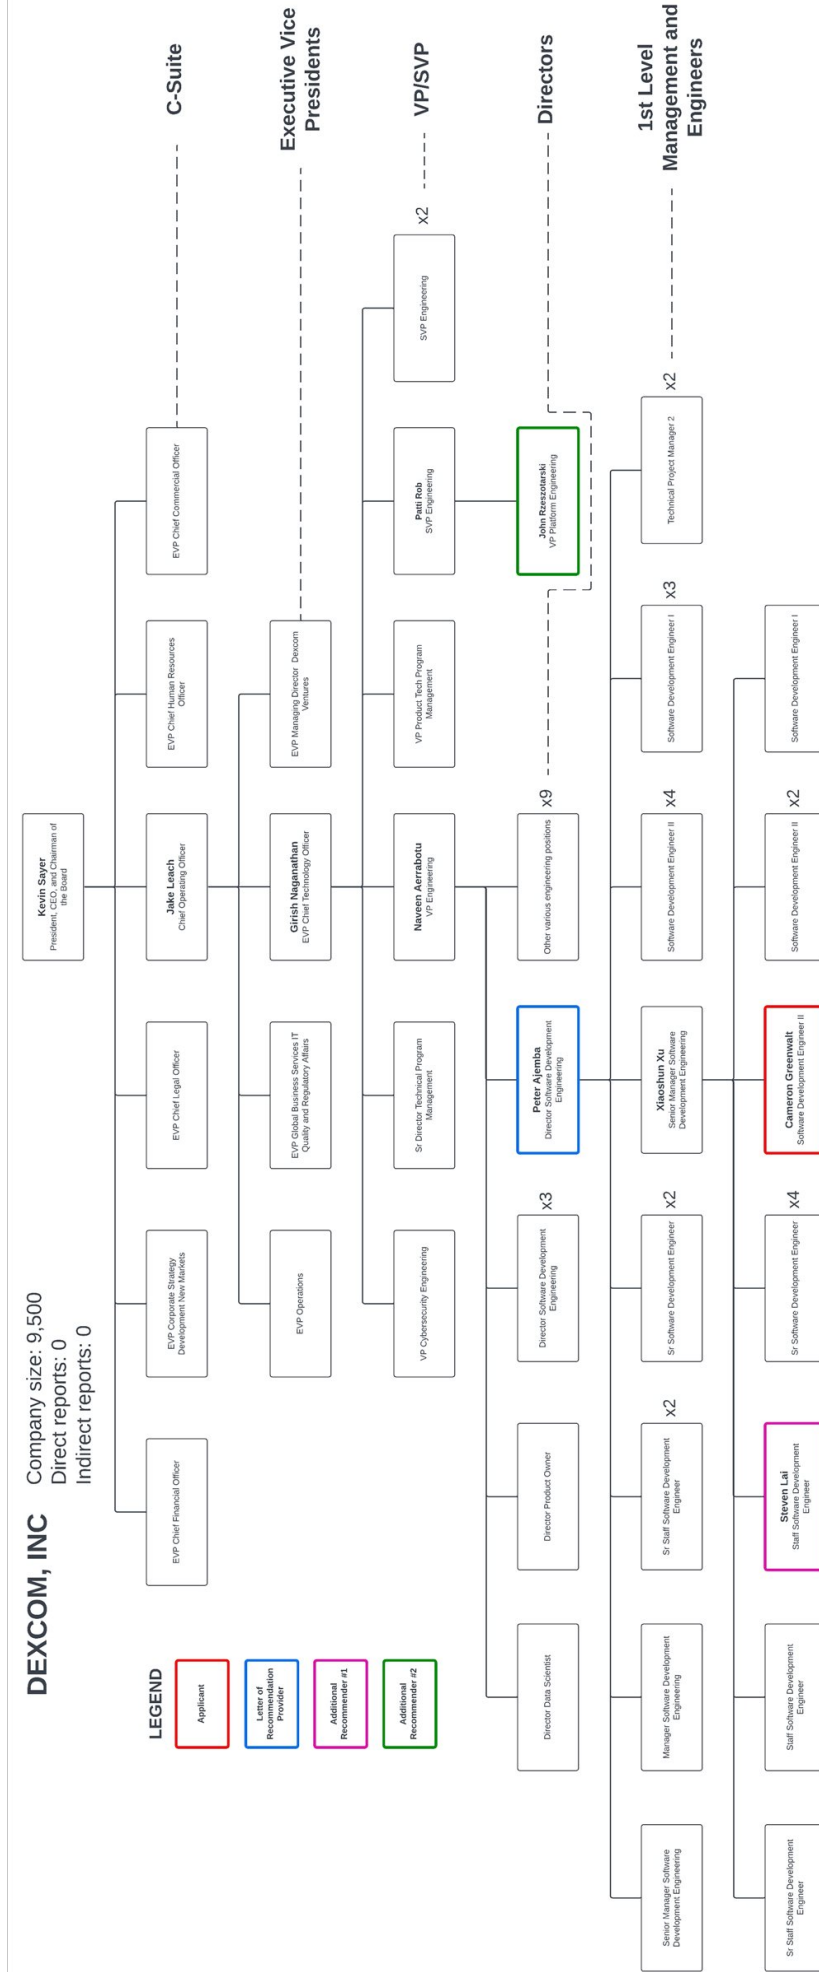 DEXCOM, INC
Company size: 9,500
Direct reports: 0
Indirect reports: 0
LEGEND
Applicant
Letter of
Recommendation
Provider
Additional
Recommender #1
Additional
Recommender #2
Kevin Sayer
President, CEO, and Chairman of
the Board
EVP Chief Financial Officer
EVP Corporate Strategy
Development New Markets
EVP Chief Legal Officer
Jake Leach
Chief Operating Officer
EVP Chief Human Resources
Officer
EVP Chief Commercial Officer
C-Suite
EVP Operations
EVP Global Business Services IT
Quality and Regulatory Affairs
Girish Naganathan
EVP Chief Technology Officer
EVP Managing Director Dexcom
Ventures
Executive Vice
Presidents
VP Cybersecurity Engineering
Sr Director Technical Program
Management
Naveen Aerrabotu
VP Engineering
VP Product Tech Program
Management
Patti Rob
SVP Engineering
SVP Engineering
x2
VP/SVP
Director Data Scientist
Director Product Owner
Director Software Development
Engineering
x3
Peter Ajemba
Director Software Development
Engineering
Other various engineering positions
x9
John Rzeszotarski
VP Platform Engineering
Directors
Senior Manager Software
Development Engineering
Manager Software Development
Engineering
Sr Staff Software Development
Engineer
x2
Sr Software Development Engineer
x2
Xiaoshun Xu
Senior Manager Software
Development Engineering
Software Development Engineer II
x4
Software Development Engineer I
x3
Technical Project Manager 2
x2
1st Level
Management and
Engineers
Sr Staff Software Development
Engineer
Staff Software Development
Engineer
Steven Lai
Staff Software Development
Engineer
Sr Software Development Engineer
x4
Cameron Greenwalt
Software Development Engineer II
Software Development Engineer II
x2
Software Development Engineer I